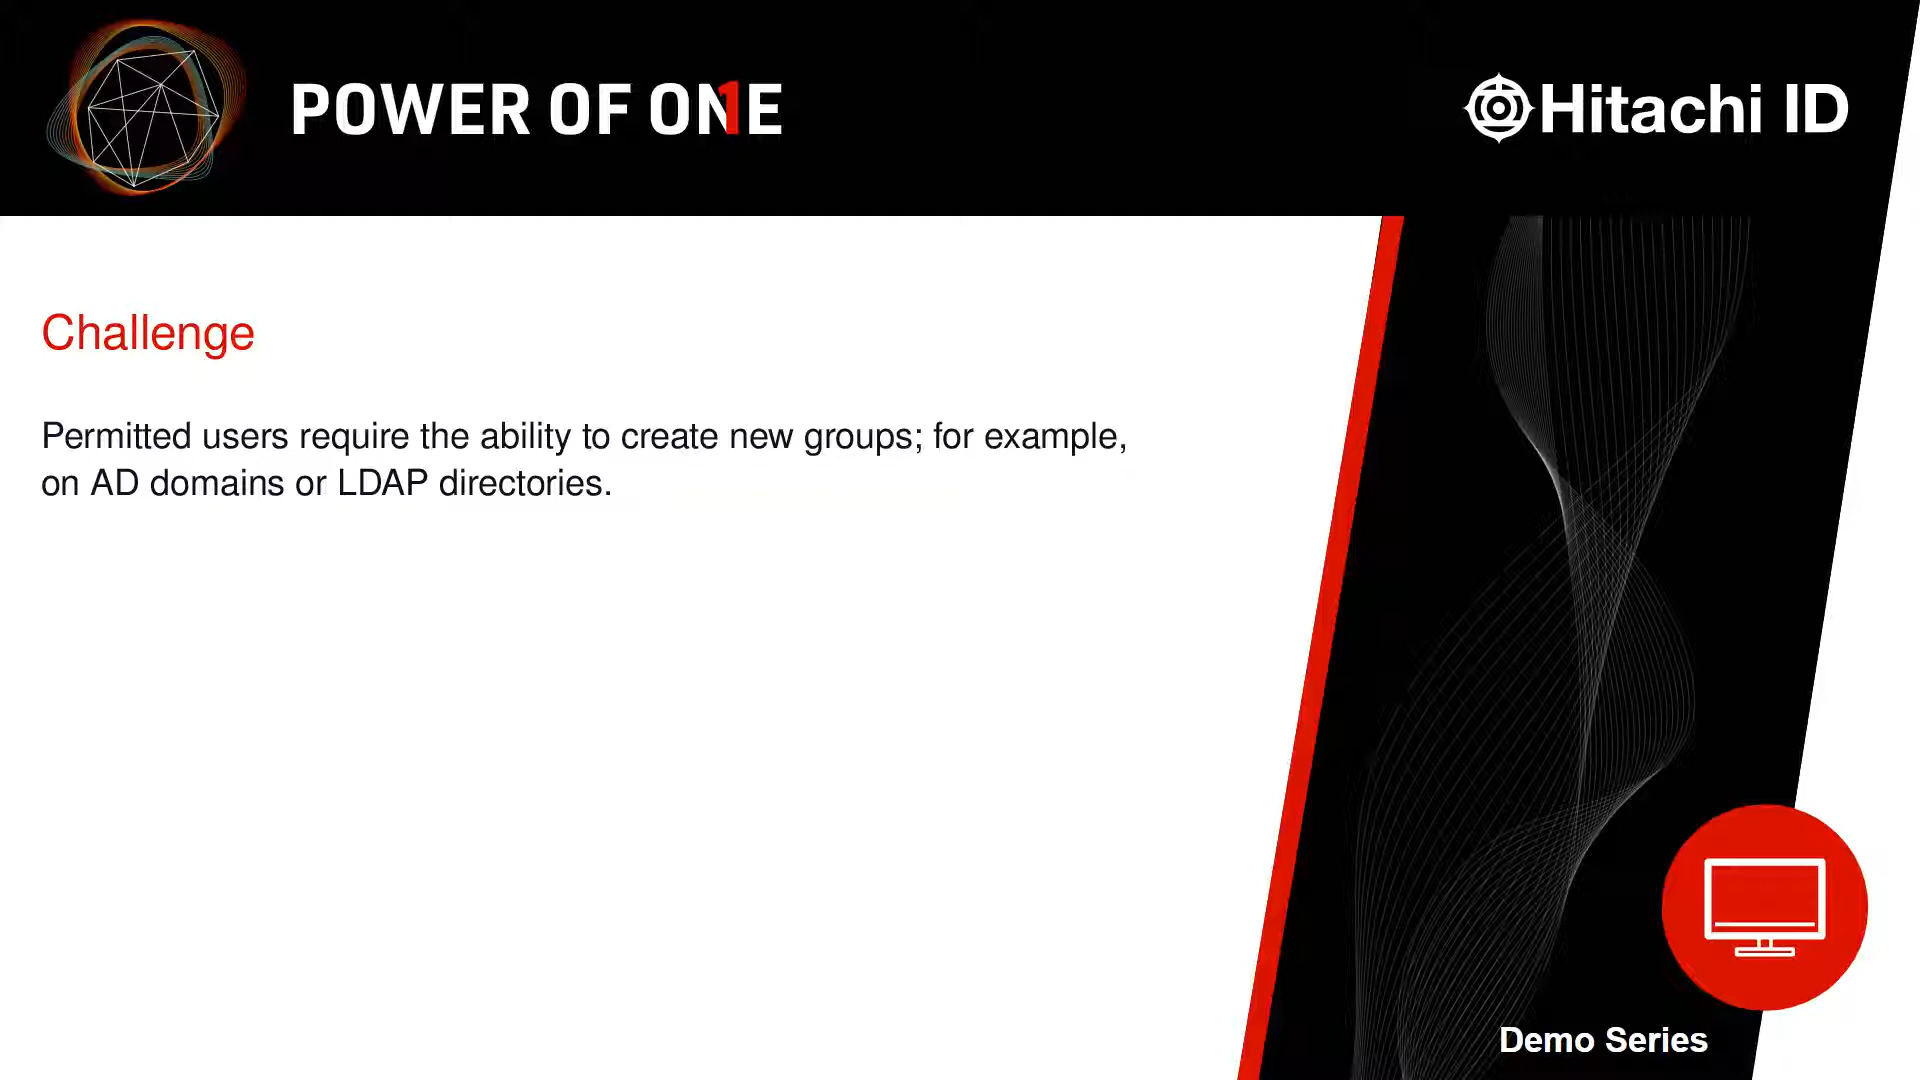 POWER OF ON1E
Hitachi ID
Challenge
Permitted users require the ability to create new groups; for example,
on AD domains or LDAP directories.
Demo Series